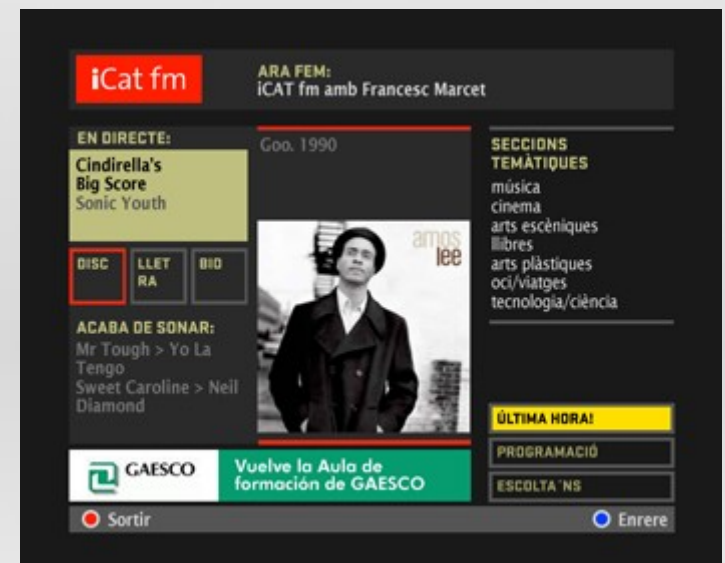 iCat fm
ARA FEM:
iCAT fm amb Francesc Marcet
EN DIRECTE:
Cindirella's
Big Score
Sonic Youth
DISC
LLET
RA
BIO
ACABA DE SONAR:
Mr Tough > Yo La
Tengo
Sweet Caroline > Neil
Diamond
Goo. 1990
amos
lee
SECCIONS
TEMÀTIQUES
música
cinema
arts escèniques
llibres
arts plàstiques
oci/viatges
tecnologia/ciència
ÚLTIMA HORA!
PROGRAMACIÓ
ESCOLTA´NS
GAESCO
Vuelve la Aula de
formación de GAESCO
Sortir
Enrere